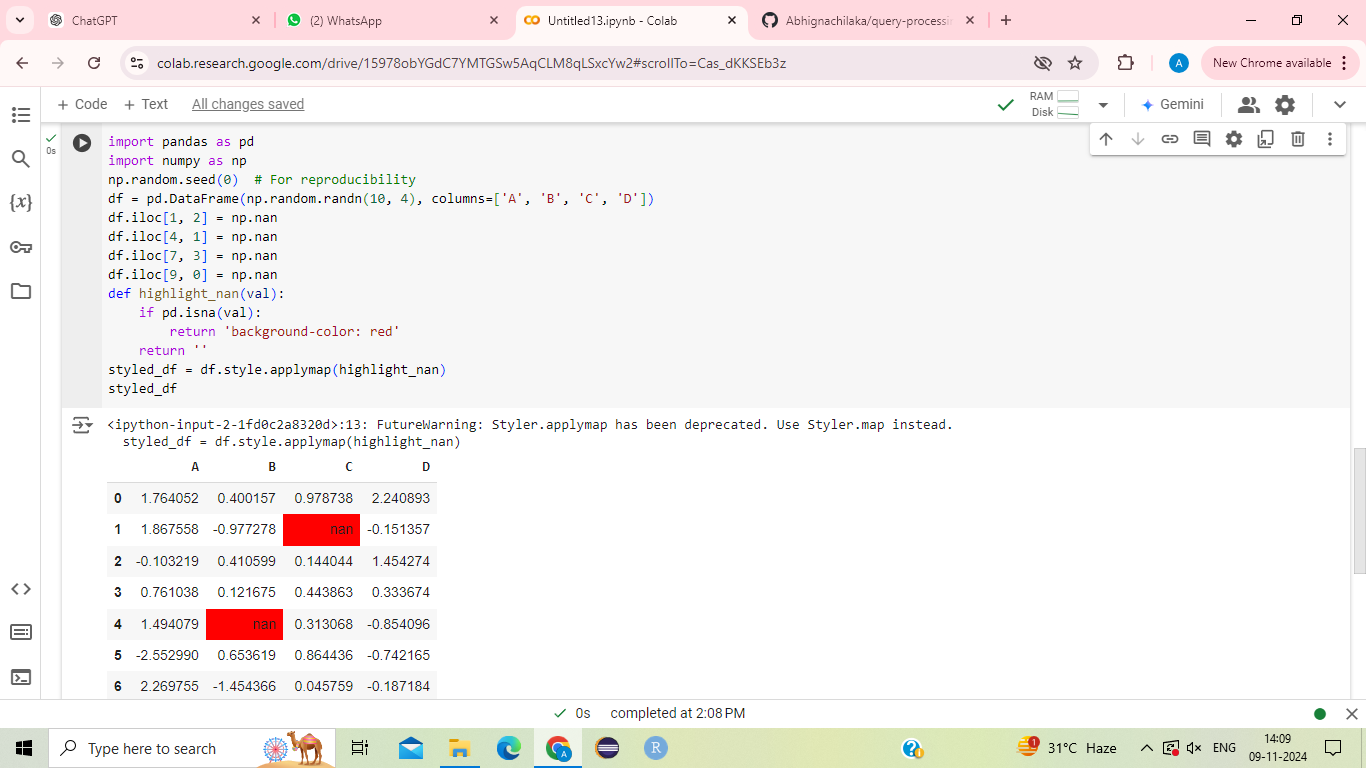 ChatGPT
(2) WhatsApp
Untitled13.ipynb - Colab
Abhignachilaka/query-processin
colab.research.google.com/drive/15978obYGdC7YMTGSw5AqCLM8qLSxcYw2#scrollTo=Cas_dKKSEb3z
A
New Chrome available
+ Code + Text All changes saved
RAM
Disk
Gemini
0s
import pandas as pd
import numpy as np
np.random.seed(0)  # For reproducibility
df = pd.DataFrame(np.random.randn(10, 4), columns=['A', 'B', 'C', 'D'])
df.iloc[1, 2] = np.nan
df.iloc[4, 1] = np.nan
df.iloc[7, 3] = np.nan
df.iloc[9, 0] = np.nan
def highlight_nan(val):
    if pd.isna(val):
        return 'background-color: red'
    return ''
styled_df = df.style.applymap(highlight_nan)
styled_df
<ipython-input-2-1fd0c2a8320d>:13: FutureWarning: Styler.applymap has been deprecated. Use Styler.map instead.
  styled_df = df.style.applymap(highlight_nan)
A B C D
0 1.764052 0.400157 0.978738 2.240893
1 1.867558 -0.977278 nan -0.151357
2 -0.103219 0.410599 0.144044 1.454274
3 0.761038 0.121675 0.443863 0.333674
4 1.494079 nan 0.313068 -0.854096
5 -2.552990 0.653619 0.864436 -0.742165
6 2.269755 -1.454366 0.045759 -0.187184
0s completed at 2:08 PM
Type here to search
A
R
1
31°C Haze
ENG
14:09
09-11-2024